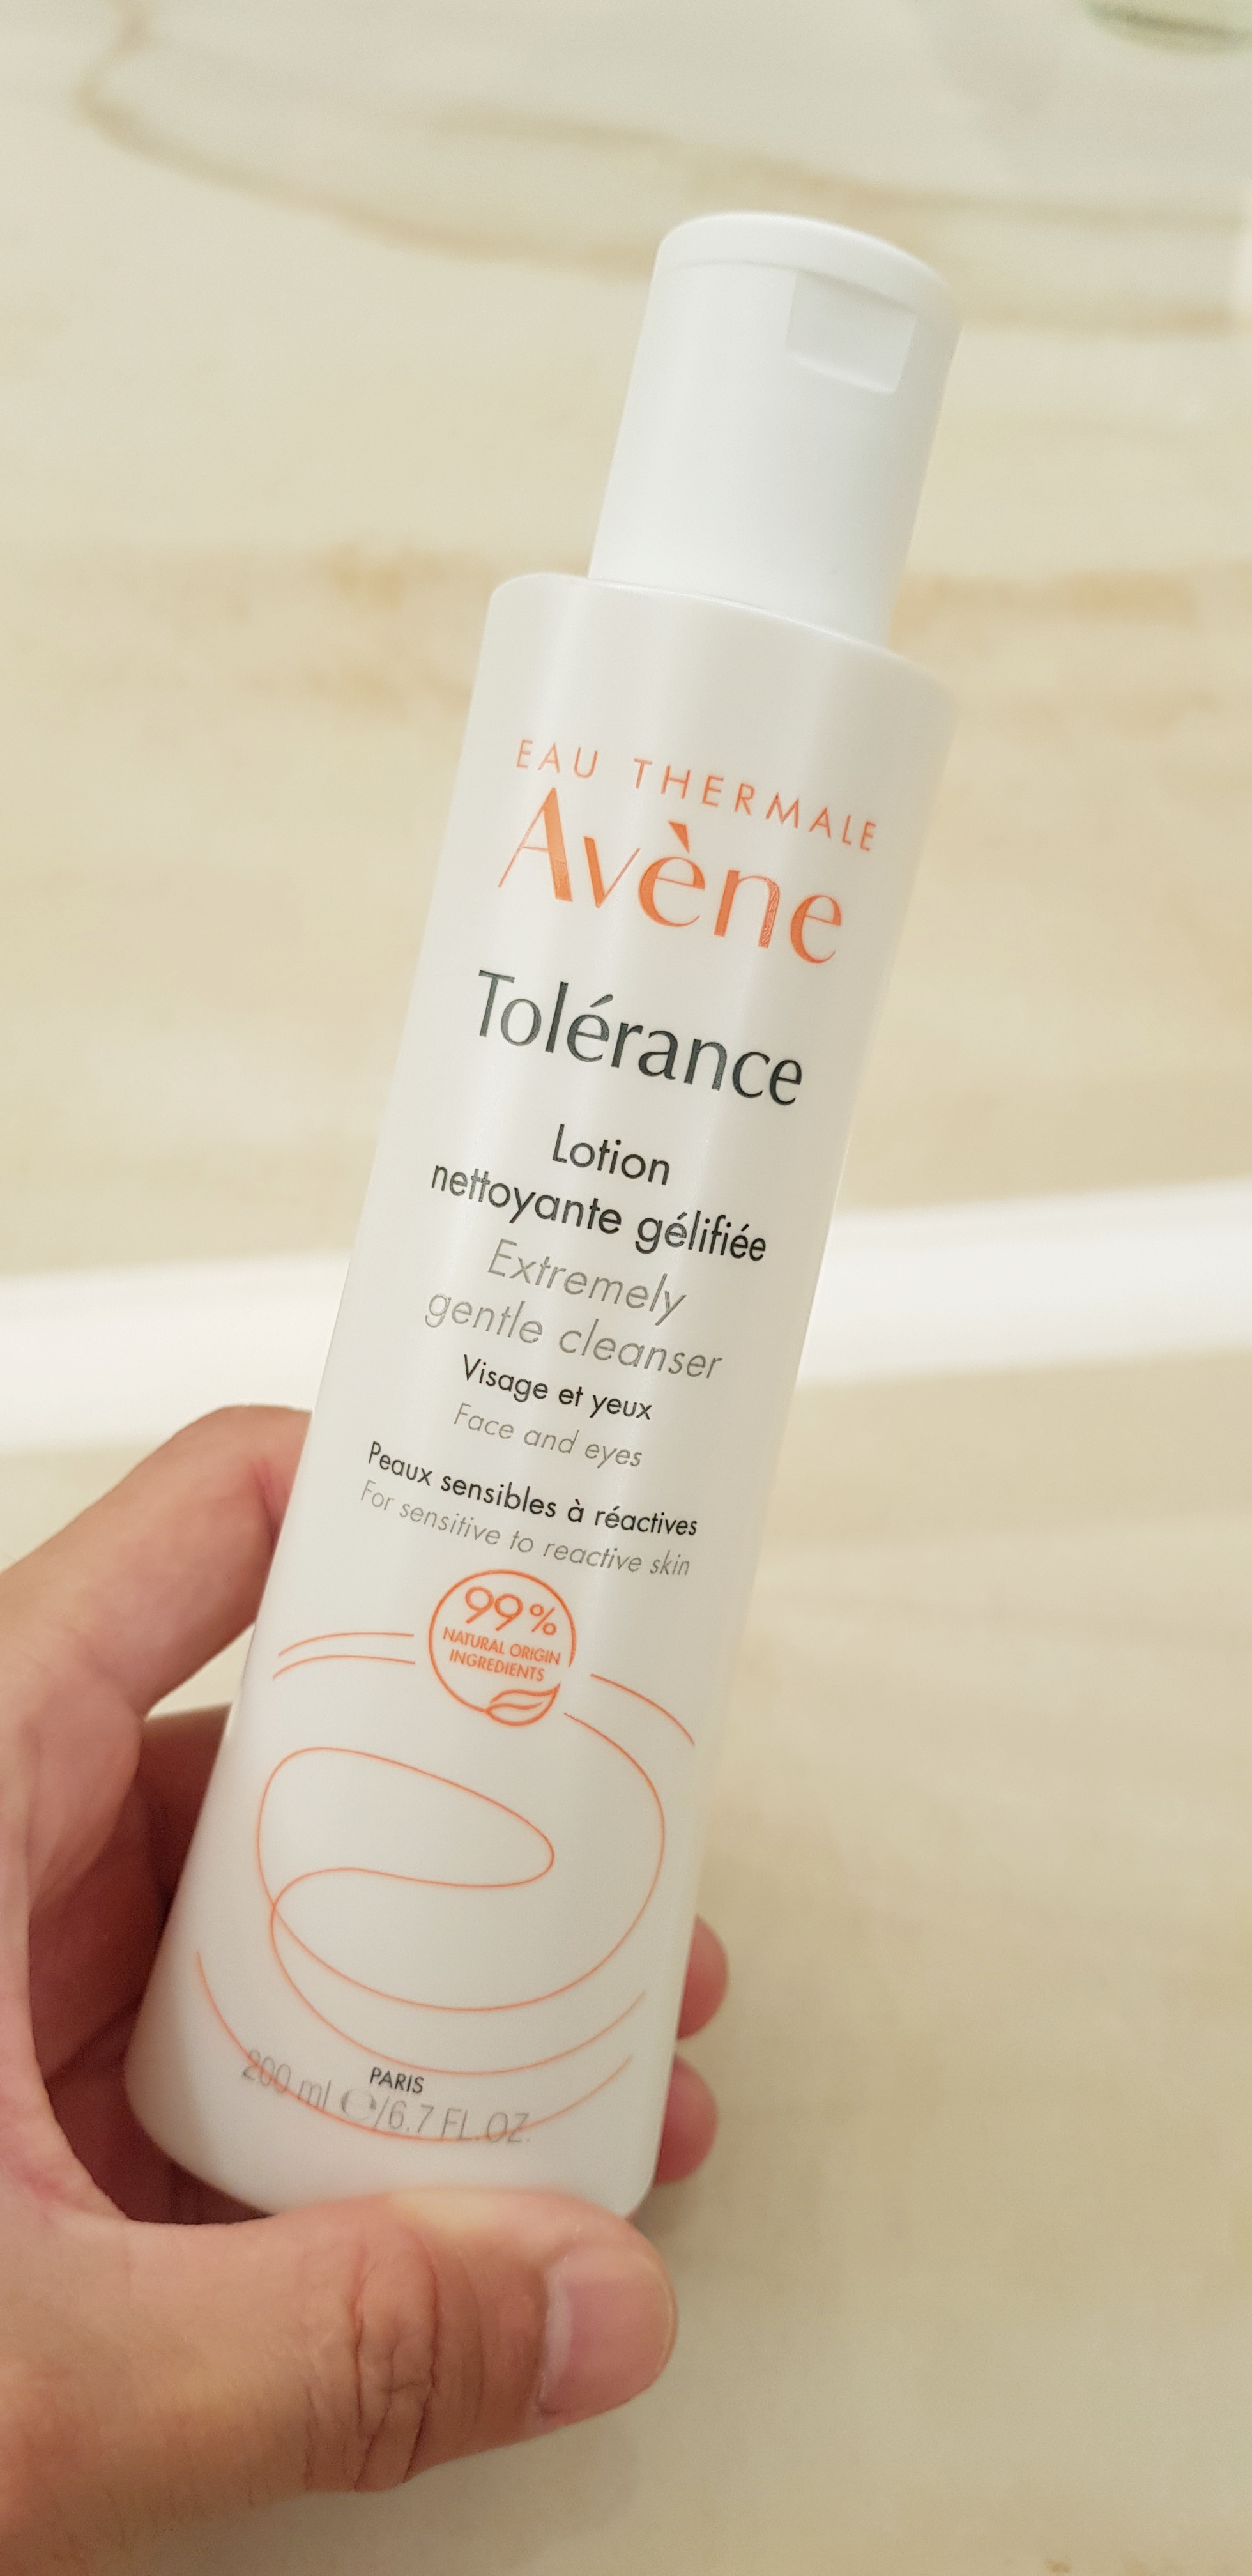 EAU THERMALE
Avène
Tolérance
Lotion
nettoyante gélifiée
Extremely
gentle cleanser
Visage et yeux
Face and eyes
Peaux sensibles à réactives
For sensitive to reactive skin
99%
NATURAL ORIGIN
INGREDIENTS
PARIS
200 ml ℮/6.7 FL.OZ.